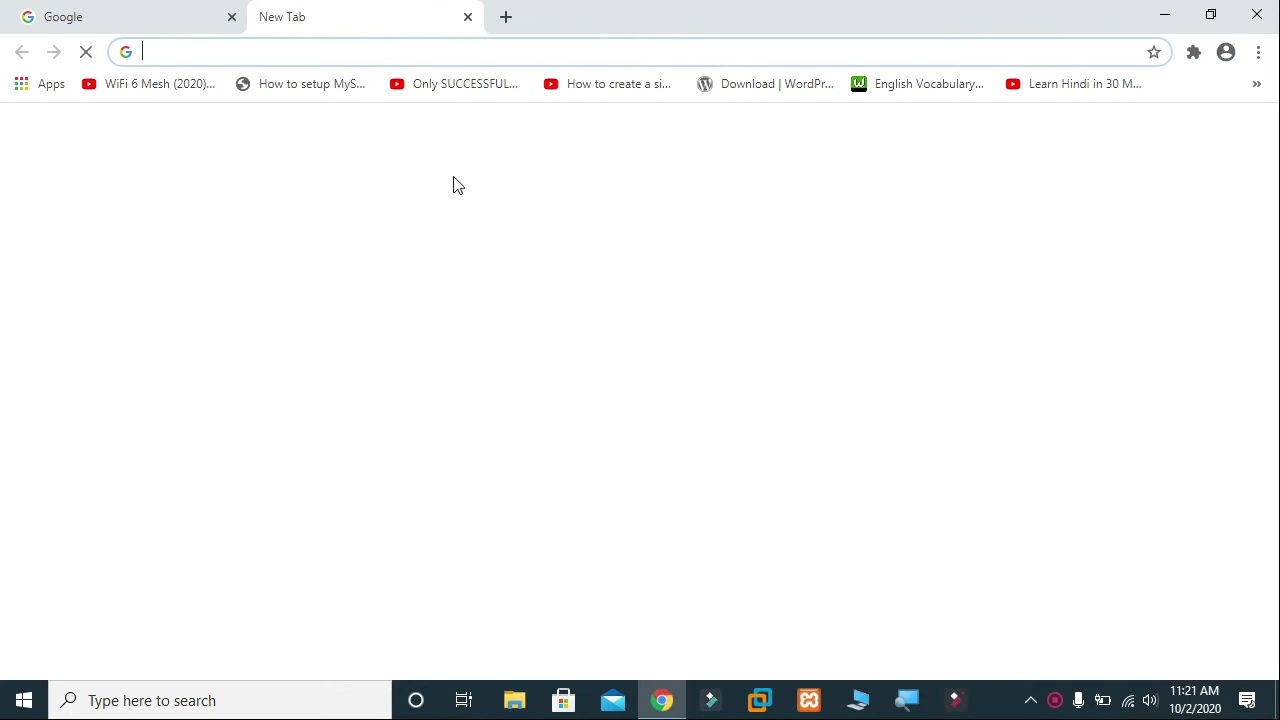 Google
New Tab
Apps
WiFi 6 Mesh (2020)...
How to setup MyS...
Only SUCCESSFUL...
How to create a si...
Download | WordPr...
English Vocabulary...
Learn Hindi in 30 M...
Type here to search
11:21 AM
10/2/2020